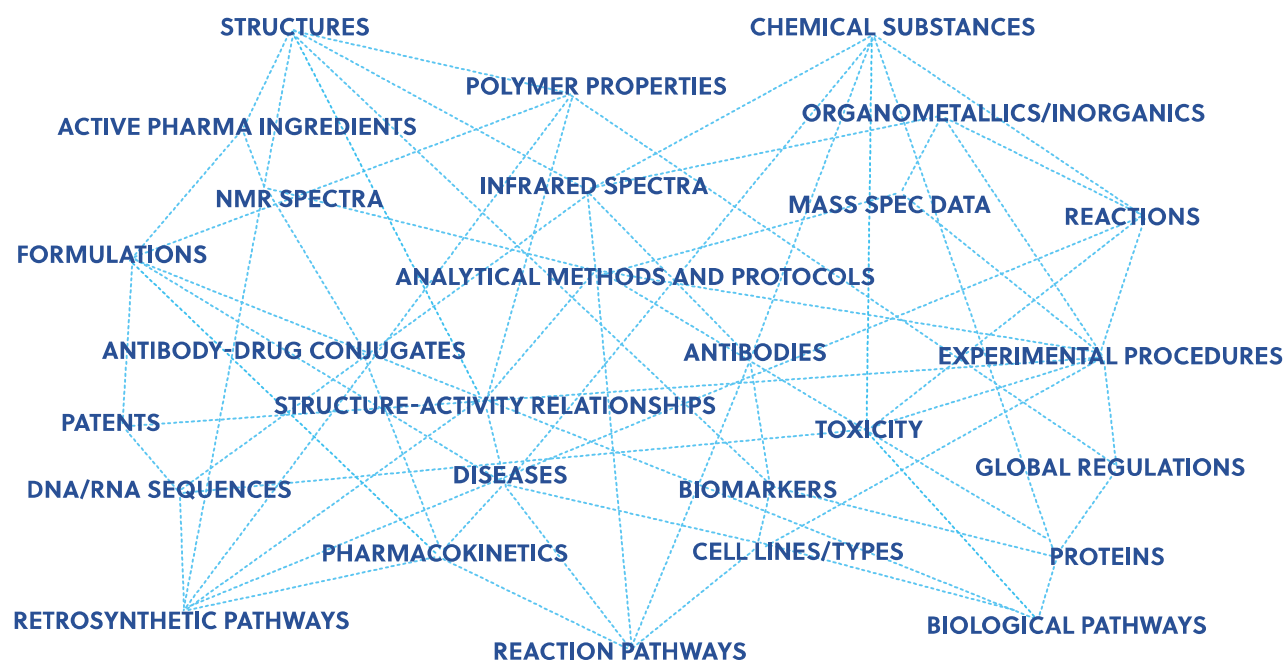 STRUCTURES
CHEMICAL SUBSTANCES
POLYMER PROPERTIES
ORGANOMETALLICS/INORGANICS
ACTIVE PHARMA INGREDIENTS
INFRARED SPECTRA
NMR SPECTRA
MASS SPEC DATA
REACTIONS
FORMULATIONS
ANALYTICAL METHODS AND PROTOCOLS
ANTIBODY-DRUG CONJUGATES
ANTIBODIES
EXPERIMENTAL PROCEDURES
STRUCTURE-ACTIVITY RELATIONSHIPS
PATENTS
TOXICITY
GLOBAL REGULATIONS
DISEASES
DNA/RNA SEQUENCES
BIOMARKERS
PHARMACOKINETICS
CELL LINES/TYPES
PROTEINS
RETROSYNTHETIC PATHWAYS
BIOLOGICAL PATHWAYS
REACTION PATHWAYS